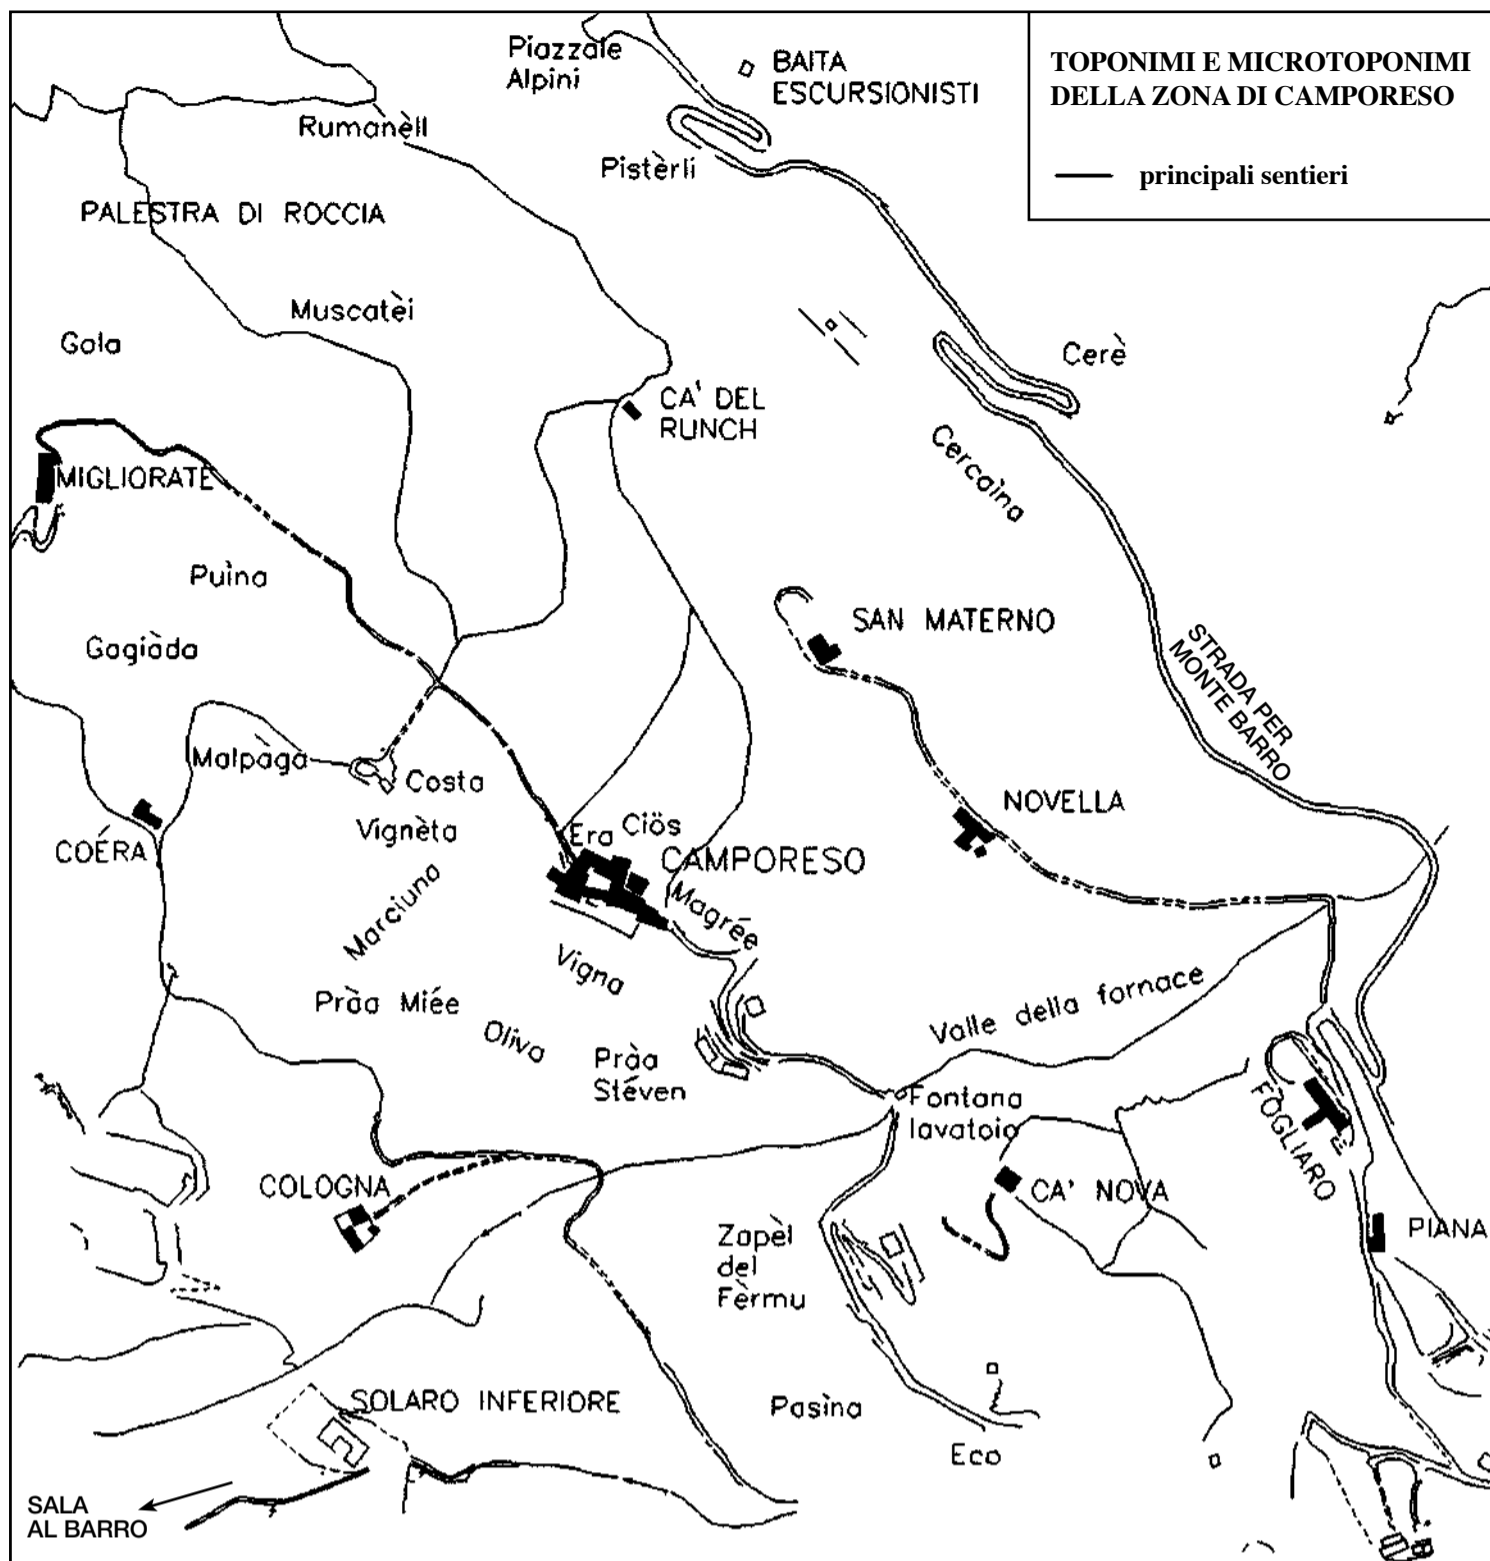 TOPONIMI E MICROTOPONIMI
DELLA ZONA DI CAMPORESO
principali sentieri
Piazzale
Alpini
BAITA
ESCURSIONISTI
Rumanèll
Pistèrli
PALESTRA DI ROCCIA
Muscatèi
Gola
Cerè
CA' DEL
RUNCH
Cercaìna
MIGLIORATE
Puìna
SAN MATERNO
Gagiàda
STRADA PER
MONTE BARRO
Malpàga
Costa
NOVELLA
Vignèta
Era
Ciös
COÉRA
CAMPORESO
Marciuna
Magrée
Vigna
Pràa Miée
Oliva
Valle della fornace
Pràa
Stéven
Fontana
lavatoio
FÒGLIARO
COLOGNA
CA' NOVA
PIANA
Zapèl
del
Fèrmu
SOLARO INFERIORE
Pasìna
Eco
SALA
AL BARRO